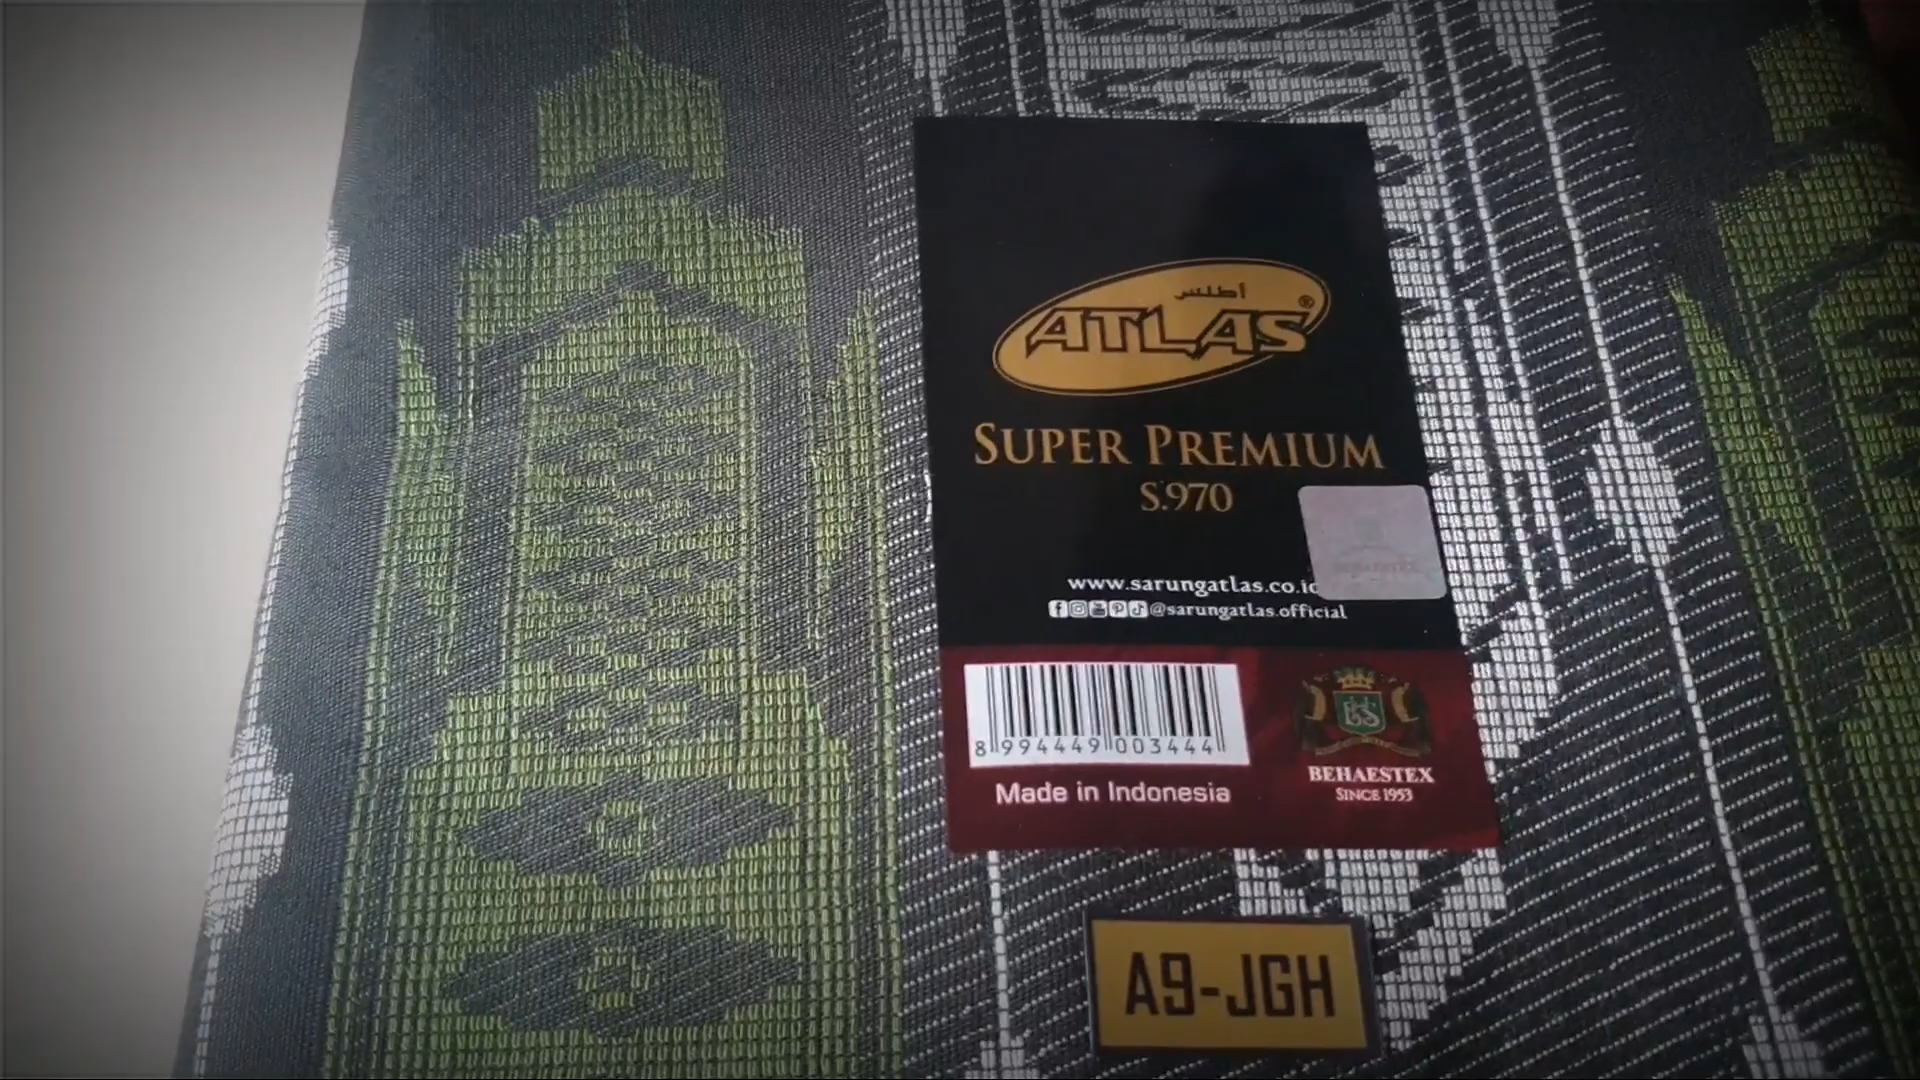 أطلس
ATLAS®
SUPER PREMIUM
S.970
www.sarungatlas.co.id
@sarungatlas.official
8 994449 003444
Made in Indonesia
BEHAESTEX
SINCE 1953
A9-JGH